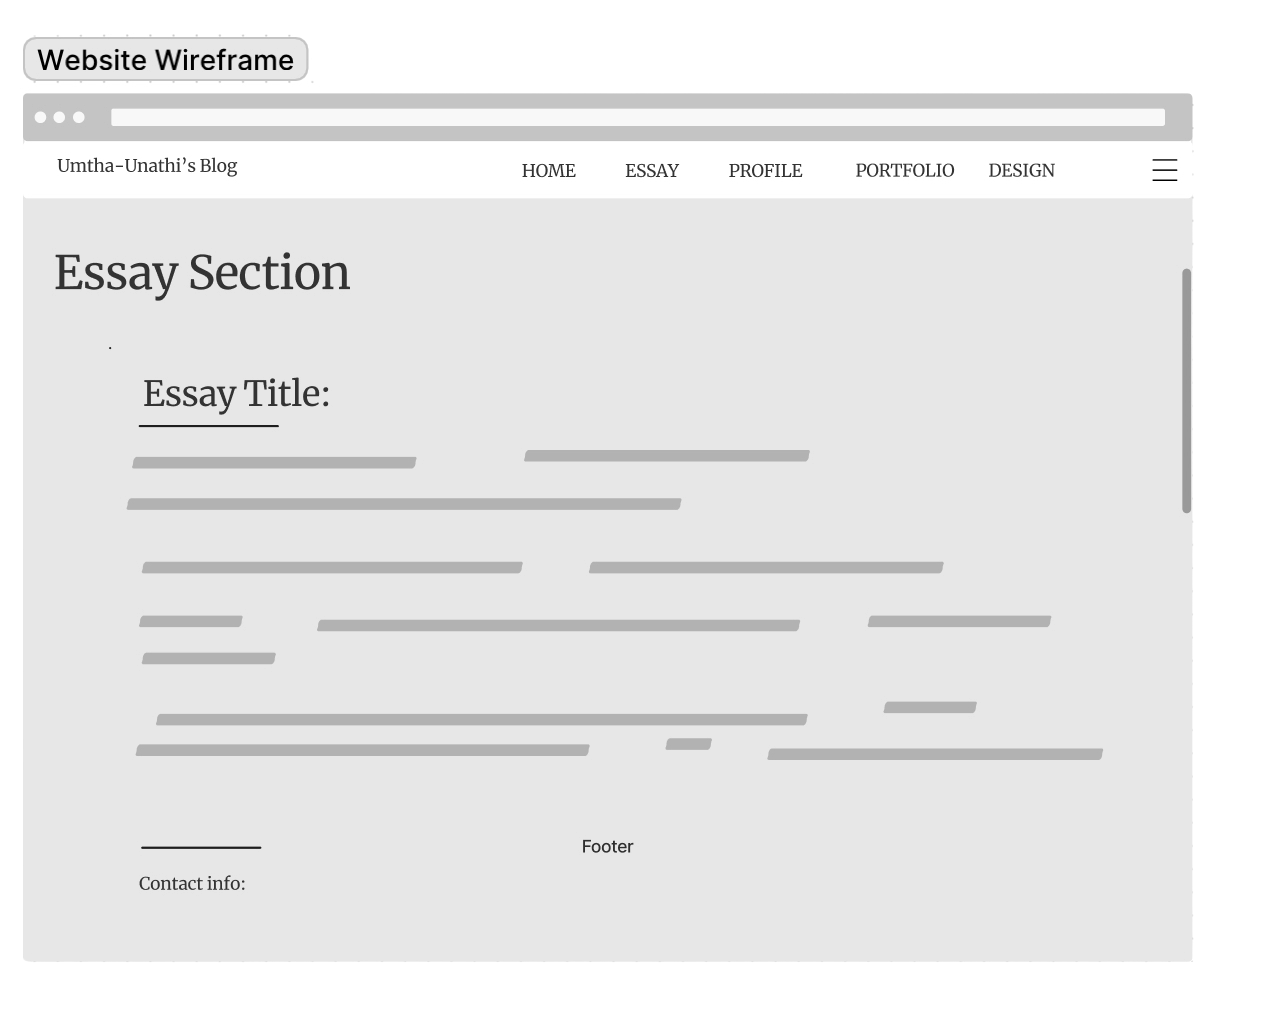 Website Wireframe
Umtha-Unathi’s Blog HOME ESSAY PROFILE PORTFOLIO DESIGN
Essay Section
.
Essay Title:
Footer
Contact info: